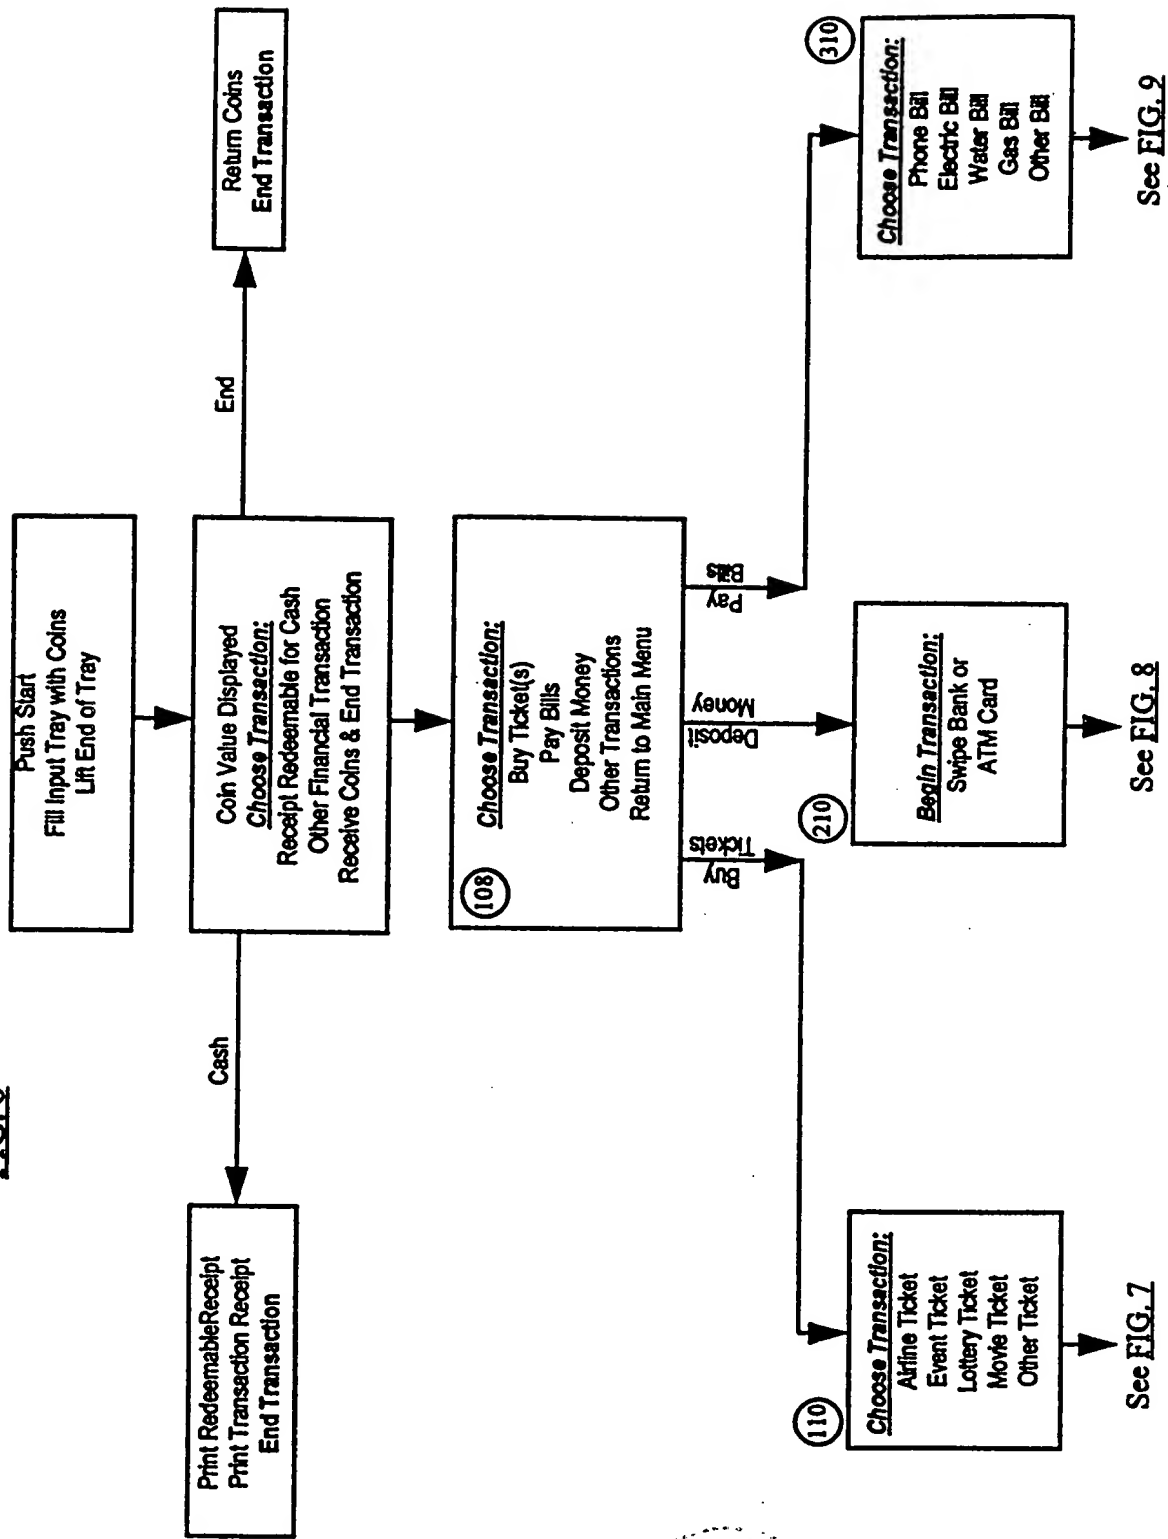 Push Start
Fill Input Tray with Coins
Lift End of Tray
Cash
End
Print RedeemableReceipt
Print Transaction Receipt
End Transaction
Coin Value Displayed
Choose Transaction:
Receipt Redeemable for Cash
Other Financial Transaction
Receive Coins & End Transaction
Return Coins
End Transaction
108
Choose Transaction:
Buy Ticket(s)
Pay Bills
Deposit Money
Other Transactions
Return to Main Menu
Buy
Tickets
Deposit
Money
Pay
Bills
110
Choose Transaction:
Airline Ticket
Event Ticket
Lottery Ticket
Movie Ticket
Other Ticket
See FIG. 7
210
Begin Transaction:
Swipe Bank or
ATM Card
See FIG. 8
310
Choose Transaction:
Phone Bill
Electric Bill
Water Bill
Gas Bill
Other Bill
See FIG. 9